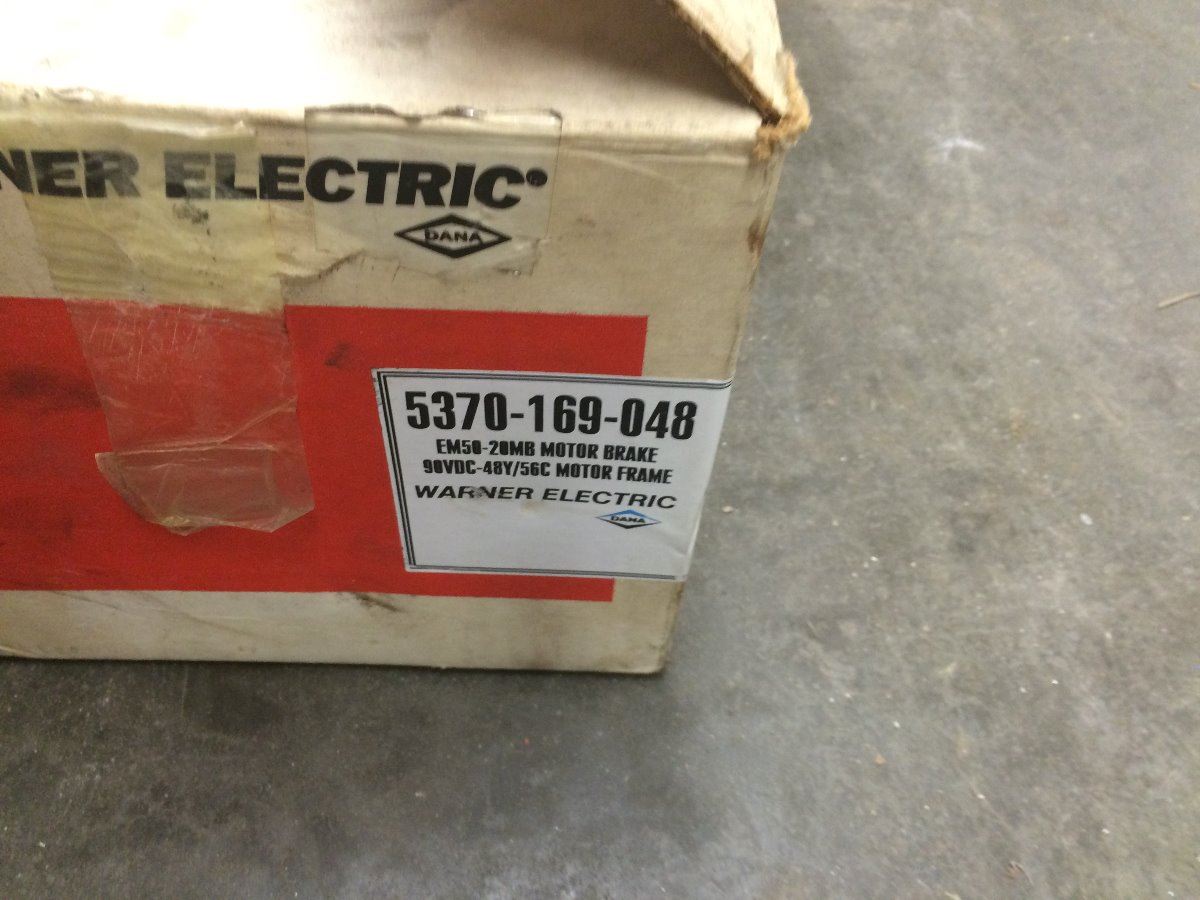 NER ELECTRIC®
DANA
5370-169-048
EM50-20MB MOTOR BRAKE
90VDC-48Y/56C MOTOR FRAME
WARNER ELECTRIC
DANA